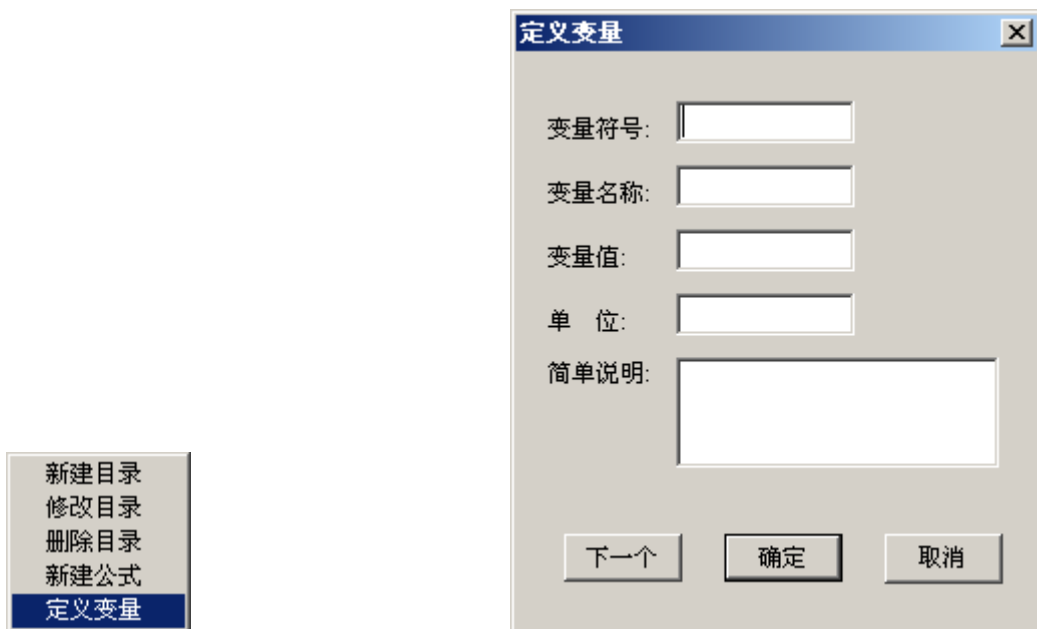 定义变量
变量符号:
变量名称:
变量值:
单 位:
简单说明:
下一个 确定 取消
新建目录
修改目录
删除目录
新建公式
定义变量